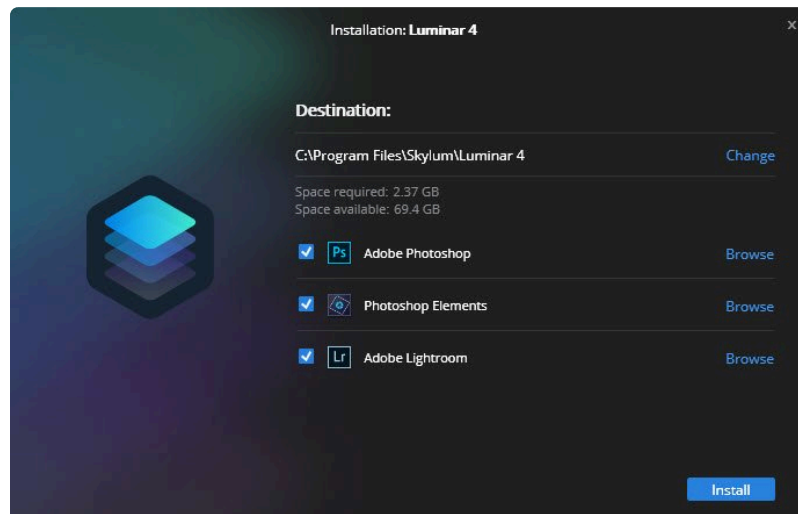 Installation: Luminar 4
x
Destination:
C:\Program Files\Skylum\Luminar 4 Change
Space required: 2.37 GB
Space available: 69.4 GB
Ps Adobe Photoshop Browse
Photoshop Elements Browse
Lr Adobe Lightroom Browse
Install